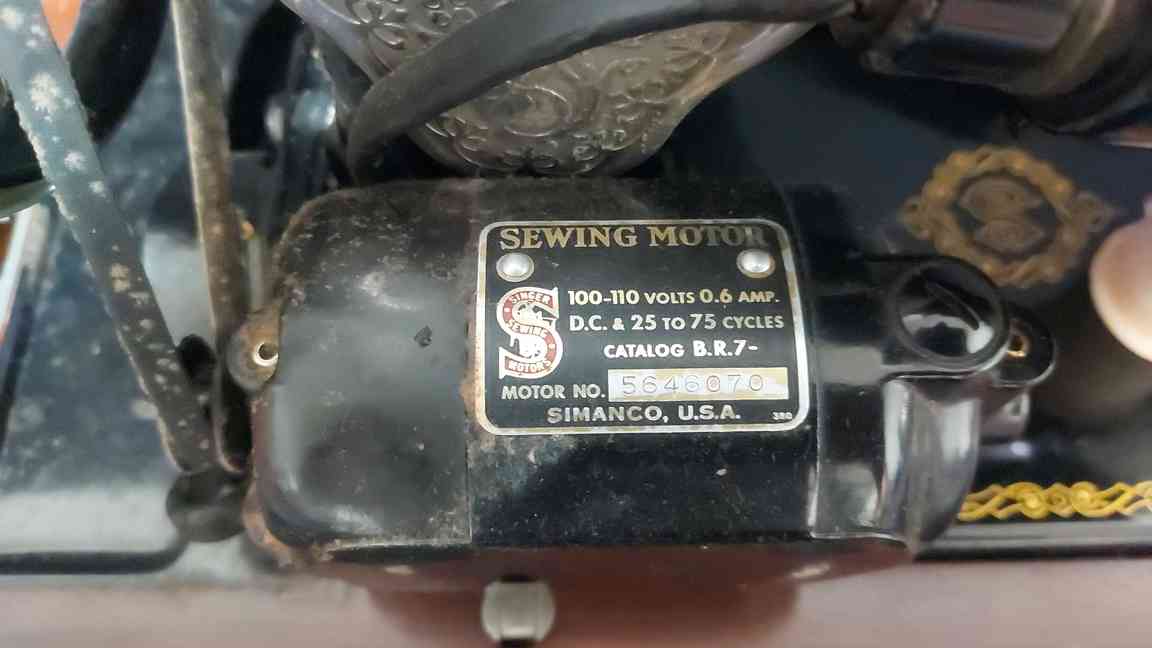 SEWING MOTOR
SINGER
SEWING
MOTORS
100-110 VOLTS 0.6 AMP.
D.C. & 25 TO 75 CYCLES
CATALOG B.R.7-
MOTOR NO. 5646070
SIMANCO, U.S.A. 380